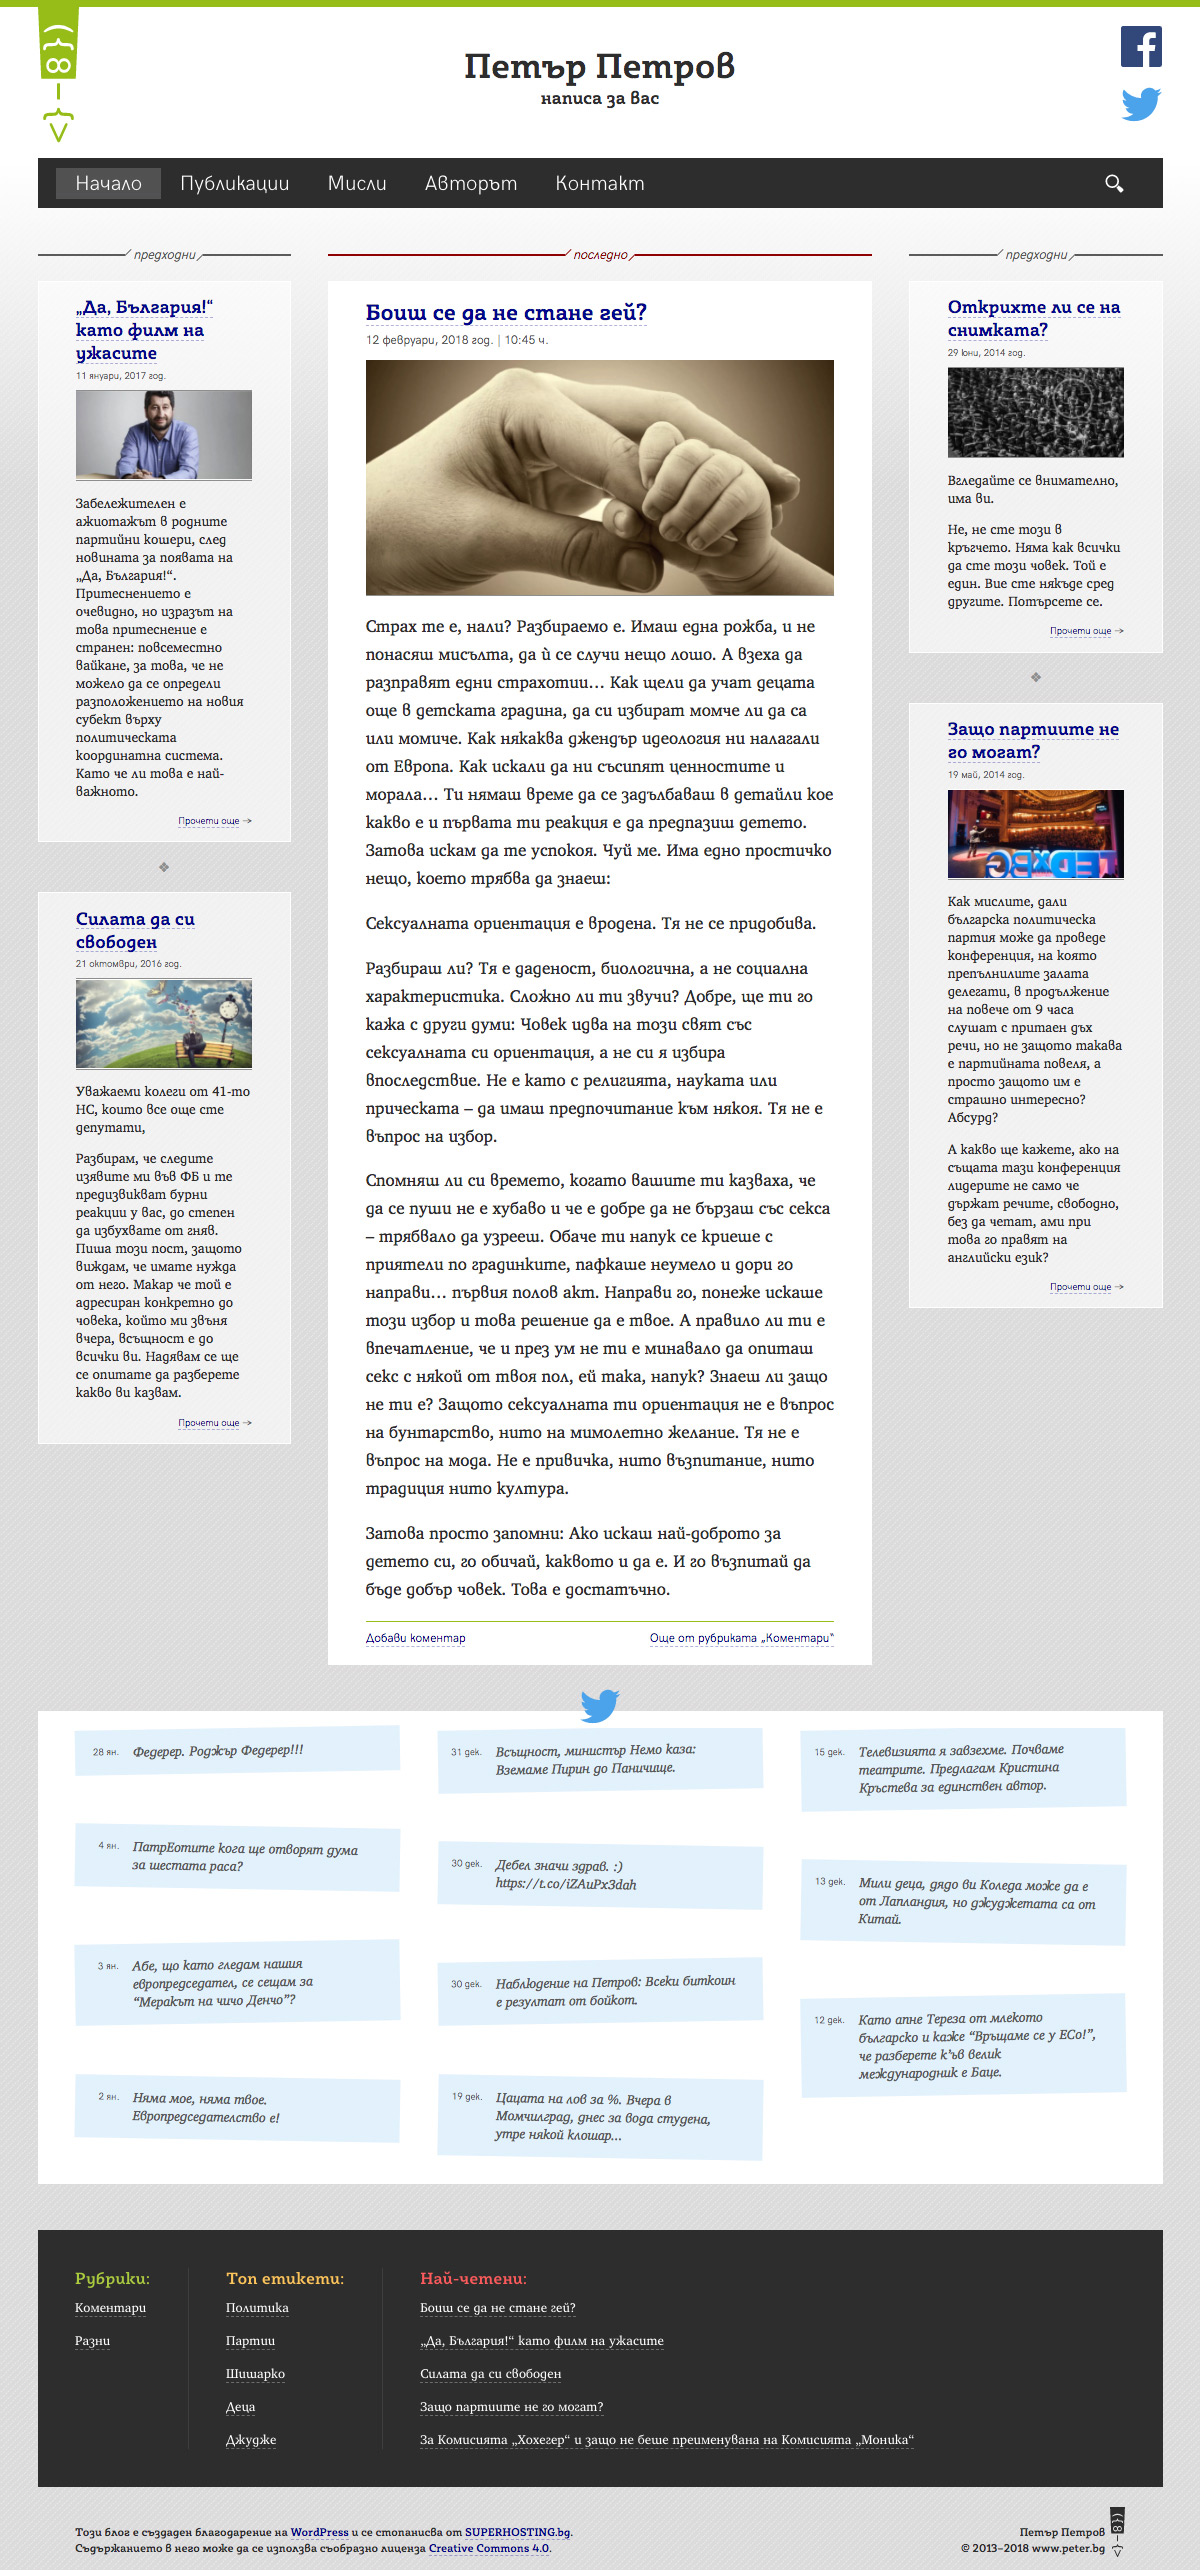 Петър Петров
написа за вас
Начало Публикации Мисли Авторът Контакт
предходни
„Да, България!“
като филм на
ужасите
11 януари, 2017 год.
Забележителен е
ажиотажът в родните
партийни кошери, след
новината за появата на
„Да, България!“.
Притеснението е
очевидно, но изразът на
това притеснение е
странен: повсеместно
вайкане, за това, че не
можело да се определи
разположението на новия
субект върху
политическата
координатна система.
Като че ли това е най-
важното.
Прочети още →
Силата да си
свободен
21 октомври, 2016 год.
Уважаеми колеги от 41-то
НС, които все още сте
депутати,
Разбирам, че следите
изявите ми във ФБ и те
предизвикват бурни
реакции у вас, до степен
да избухвате от гняв.
Пиша този пост, защото
виждам, че имате нужда
от него. Макар че той е
адресиран конкретно до
човека, който ми звъня
вчера, всъщност е до
всички ви. Надявам се ще
се опитате да разберете
какво ви казвам.
Прочети още →
последно
Боиш се да не стане гей?
12 февруари, 2018 год. | 10:45 ч.
Страх те е, нали? Разбираемо е. Имаш една рожба, и не
понасяш мисълта, да ѝ се случи нещо лошо. А взеха да
разправят едни страхотии… Как щели да учат децата
още в детската градина, да си избират момче ли да са
или момиче. Как някаква джендър идеология ни налагали
от Европа. Как искали да ни съсипят ценностите и
морала… Ти нямаш време да се задълбаваш в детайли кое
какво е и първата ти реакция е да предпазиш детето.
Затова искам да те успокоя. Чуй ме. Има едно простичко
нещо, което трябва да знаеш:
Сексуалната ориентация е вродена. Тя не се придобива.
Разбираш ли? Тя е даденост, биологична, а не социална
характеристика. Сложно ли ти звучи? Добре, ще ти го
кажа с други думи: Човек идва на този свят със
сексуалната си ориентация, а не си я избира
впоследствие. Не е като с религията, науката или
прическата – да имаш предпочитание към някоя. Тя не е
въпрос на избор.
Спомняш ли си времето, когато вашите ти казваха, че
да се пуши не е хубаво и че е добре да не бързаш със секса
– трябвало да узрееш. Обаче ти напук се криеше с
приятели по градинките, пафкаше неумело и дори го
направи… първия полов акт. Направи го, понеже искаше
този избор и това решение да е твое. А правило ли ти е
впечатление, че и през ум не ти е минавало да опиташ
секс с някой от твоя пол, ей така, напук? Знаеш ли защо
не ти е? Защото сексуалната ти ориентация не е въпрос
на бунтарство, нито на мимолетно желание. Тя не е
въпрос на мода. Не е привичка, нито възпитание, нито
традиция нито култура.
Затова просто запомни: Ако искаш най-доброто за
детето си, го обичай, каквото и да е. И го възпитай да
бъде добър човек. Това е достатъчно.
Добави коментар Още от рубриката „Коментари“
предходни
Открихте ли се на
снимката?
29 юни, 2014 год.
Вгледайте се внимателно,
има ви.
Не, не сте този в
кръгчето. Няма как всички
да сте този човек. Той е
един. Вие сте някъде сред
другите. Потърсете се.
Прочети още →
Защо партиите не
го могат?
19 май, 2014 год.
TEDXBG
Как мислите, дали
българска политическа
партия може да проведе
конференция, на която
препълнилите залата
делегати, в продължение
на повече от 9 часа
слушат с притаен дъх
речи, но не защото такава
е партийната повеля, а
просто защото им е
страшно интересно?
Абсурд?
А какво ще кажете, ако на
същата тази конференция
лидерите не само че
държат речите, свободно,
без да четат, ами при
това го правят на
английски език?
Прочети още →
28 ян. Федерер. Роджър Федерер!!!
4 ян. ПатрЕотите кога ще отворят дума
за шестата раса?
3 ян. Абе, що като гледам нашия
европредседател, се сещам за
“Меракът на чичо Денчо”?
2 ян. Няма мое, няма твое.
Европредседателство е!
31 дек. Всъщност, министър Немо каза:
Вземаме Пирин до Паничище.
30 дек. Дебел значи здрав. :)
https://t.co/iZAuPx3dah
30 дек. Наблюдение на Петров: Всеки биткоин
е резултат от бойкот.
19 дек. Цацата на лов за %. Вчера в
Момчилград, днес за вода студена,
утре някой клошар...
15 дек. Телевизията я завзехме. Почваме
театрите. Предлагам Кристина
Кръстева за единствен автор.
13 дек. Мили деца, дядо ви Коледа може да е
от Лапландия, но джуджетата са от
Китай.
12 дек. Като апне Тереза от млекото
българско и каже “Връщаме се у ЕСо!”,
че разберете к’ъв велик
международник е Баце.
Рубрики:
Коментари
Разни
Топ етикети:
Политика
Партии
Шишарко
Деца
Джудже
Най-четени:
Боиш се да не стане гей?
„Да, България!“ като филм на ужасите
Силата да си свободен
Защо партиите не го могат?
За Комисията „Хохегер“ и защо не беше преименувана на Комисията „Моника“
Този блог е създаден благодарение на WordPress и се стопанисва от SUPERHOSTING.bg.
Съдържанието в него може да се използва съобразно лиценза Creative Commons 4.0.
Петър Петров
© 2013–2018 www.peter.bg